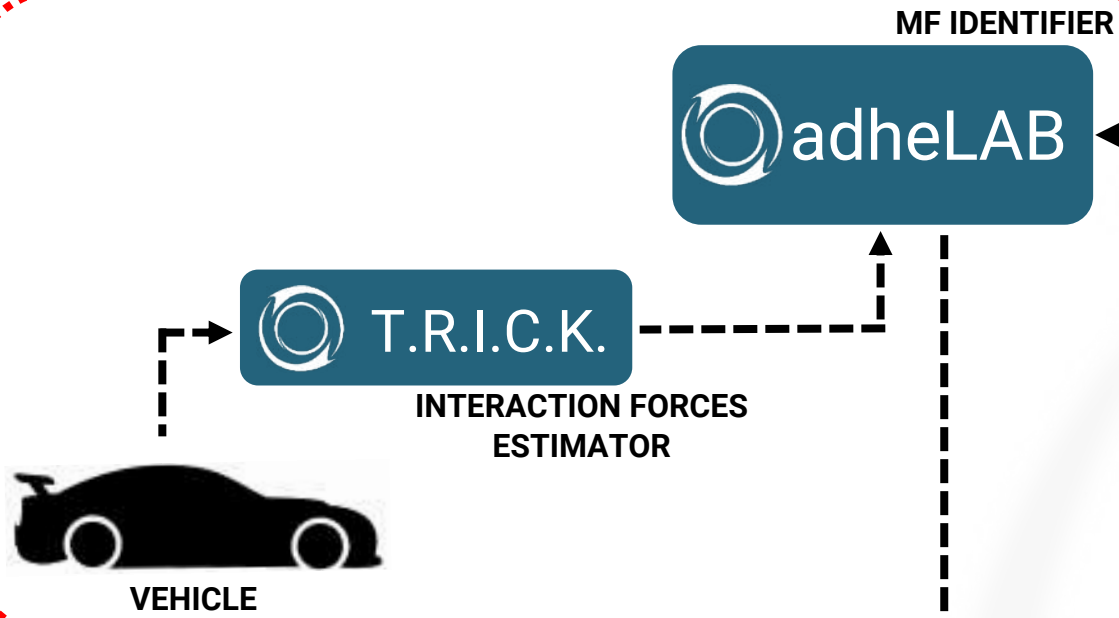 MF IDENTIFIER
adheLAB
T.R.I.C.K.
INTERACTION FORCES
ESTIMATOR
VEHICLE